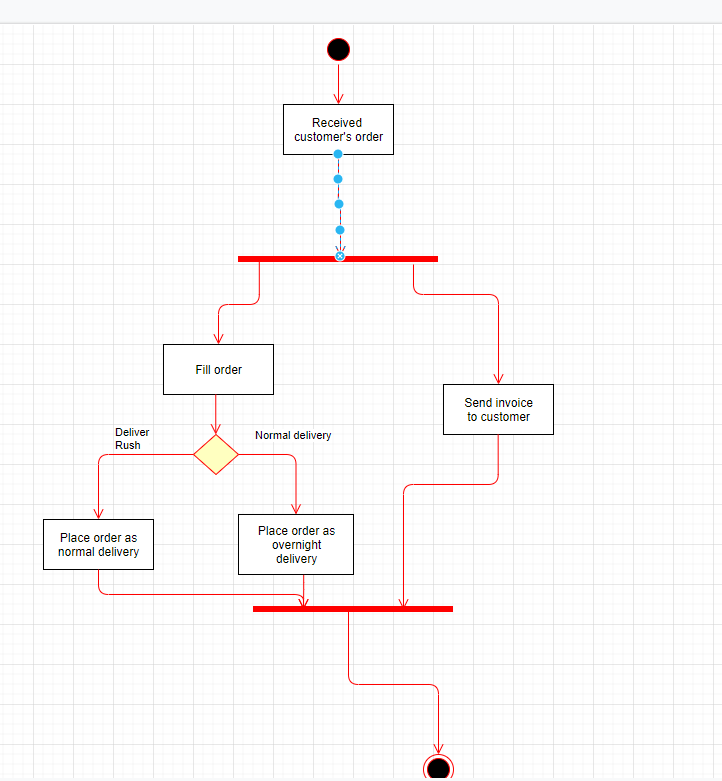 Received
customer's order
Fill order
Send invoice
to customer
Deliver
Rush
Normal delivery
Place order as
normal delivery
Place order as
overnight
delivery